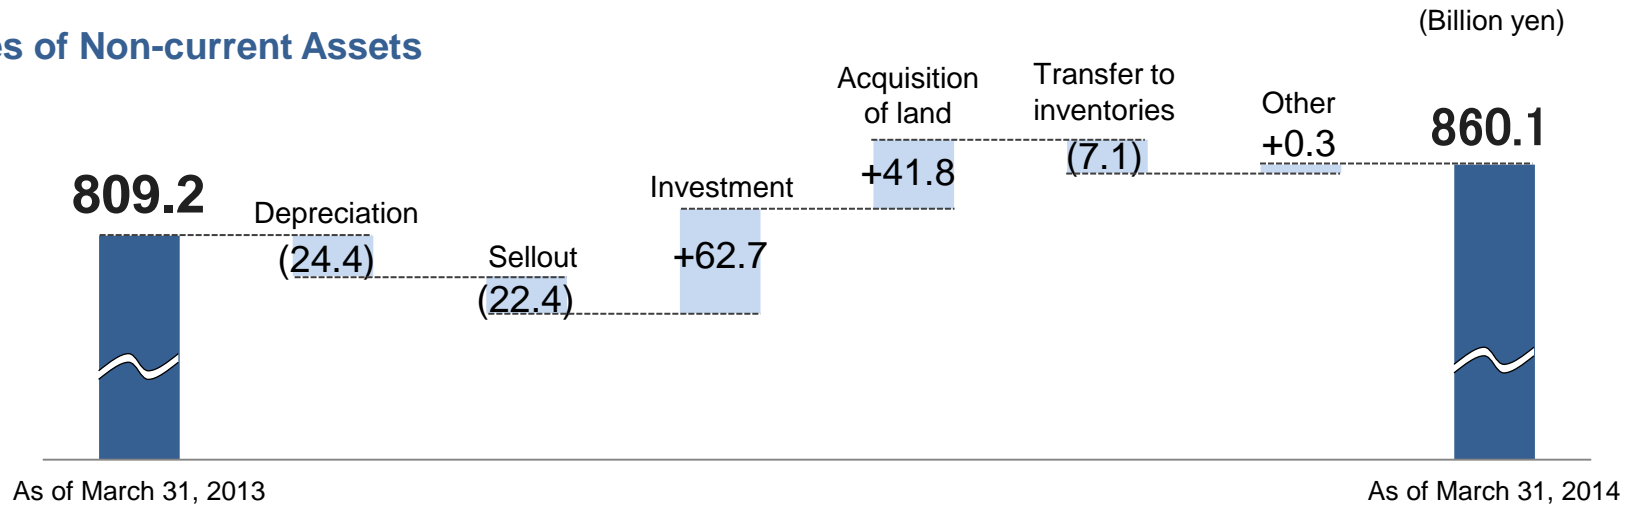 (Billion yen)
es of Non-current Assets
809.2
Depreciation
(24.4)
Sellout
(22.4)
Investment
+62.7
Acquisition
of land
+41.8
Transfer to
inventories
(7.1)
Other
+0.3
860.1
As of March 31, 2013
As of March 31, 2014